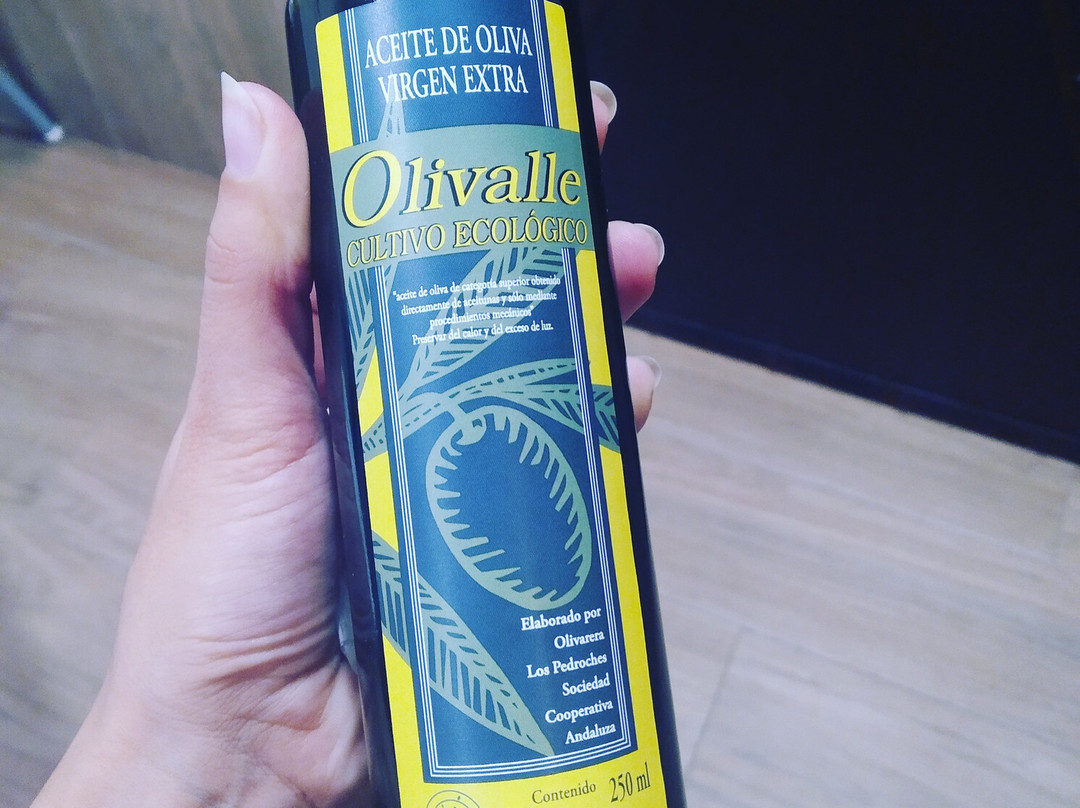 ACEITE DE OLIVA
VIRGEN EXTRA
Olivalle
CULTIVO ECOLÓGICO
"aceite de oliva de categoría superior obtenido
directamente de aceitunas y sólo mediante
procedimientos mecánicos"
Preservar del calor y del exceso de luz.
Elaborado por
Olivarera
Los Pedroches
Sociedad
Cooperativa
Andaluza
Contenido 250 ml